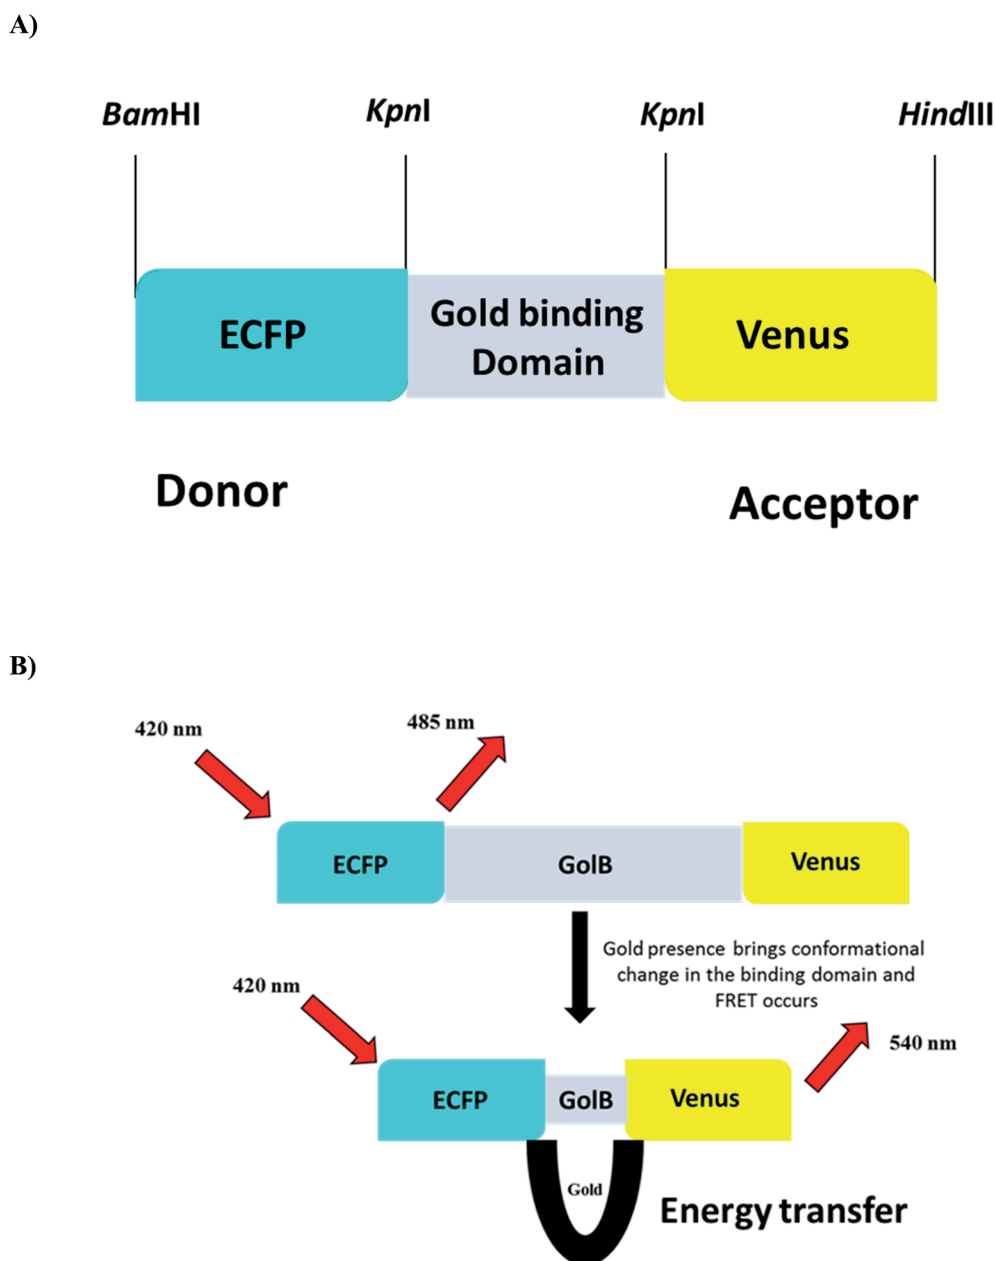 A)
BamHI
KpnI
KpnI
HindIII
ECFP
Gold binding
Domain
Venus
Donor
Acceptor
B)
420 nm
485 nm
ECFP
GolB
Venus
Gold presence brings conformational
change in the binding domain and
FRET occurs
420 nm
540 nm
ECFP
GolB
Venus
Gold
Energy transfer